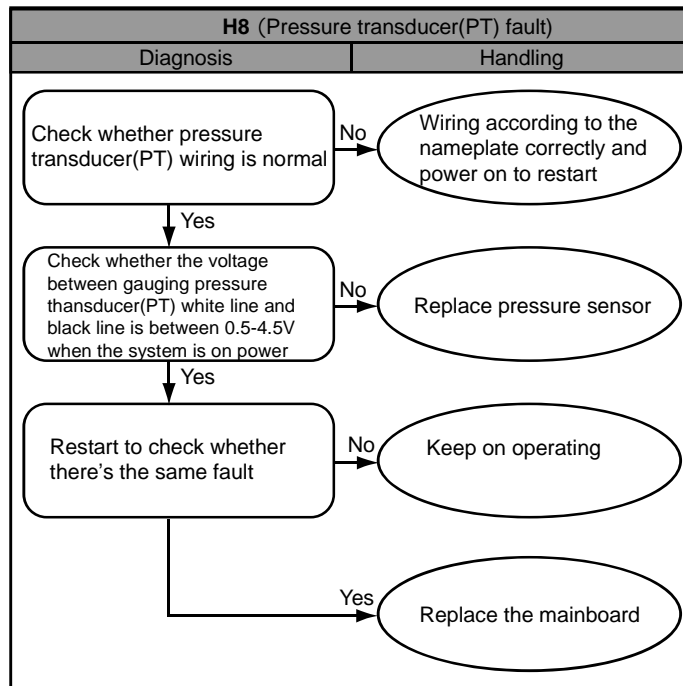 H8 (Pressure transducer(PT) fault)
Diagnosis
Handling
Check whether pressure
transducer(PT) wiring is normal
No
Wiring according to the
nameplate correctly and
power on to restart
Yes
Check whether the voltage
between gauging pressure
transducer(PT) white line and
black line is between 0.5-4.5V
when the system is on power
No
Replace pressure sensor
Yes
Restart to check whether
there's the same fault
No
Keep on operating
Yes
Replace the mainboard